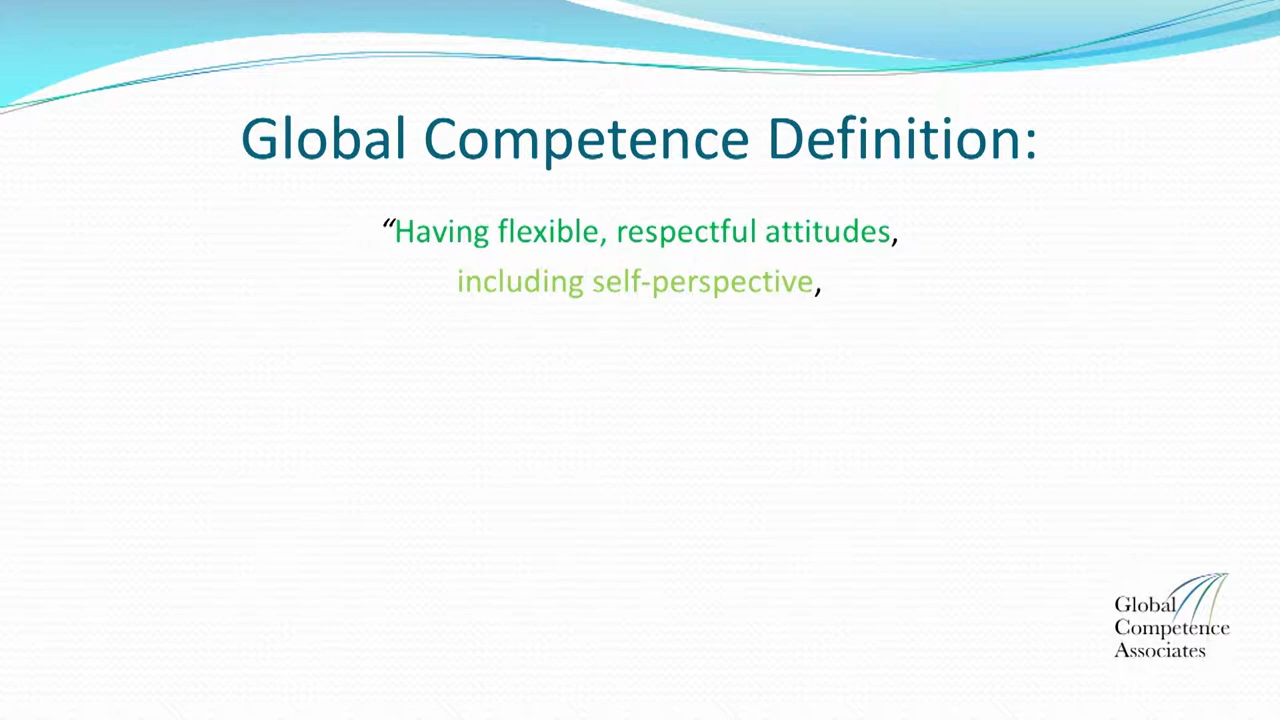 Global Competence Definition:
“Having flexible, respectful attitudes,
including self-perspective,
Global
Competence
Associates